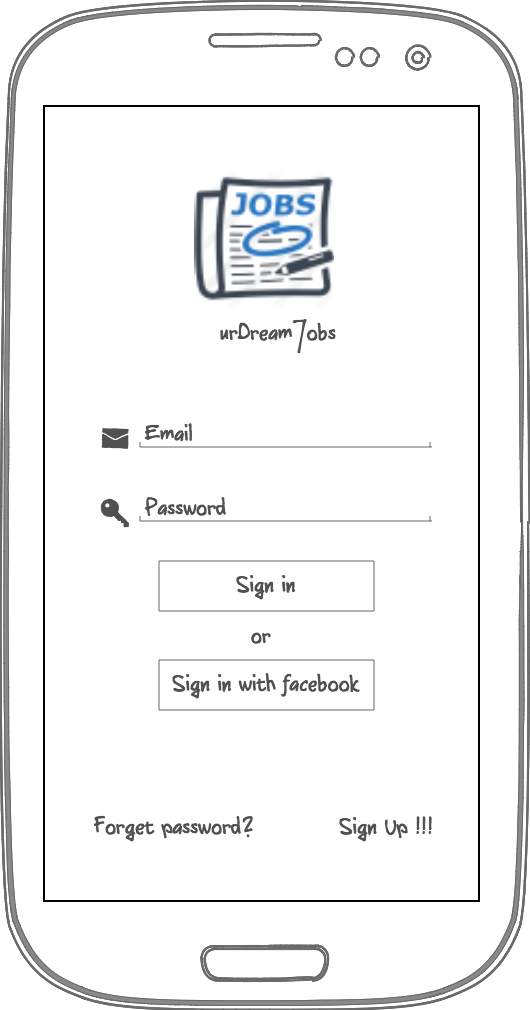 JOBS
urDreamJobs
Email
Password
Sign in
or
Sign in with facebook
Forget password? Sign Up !!!